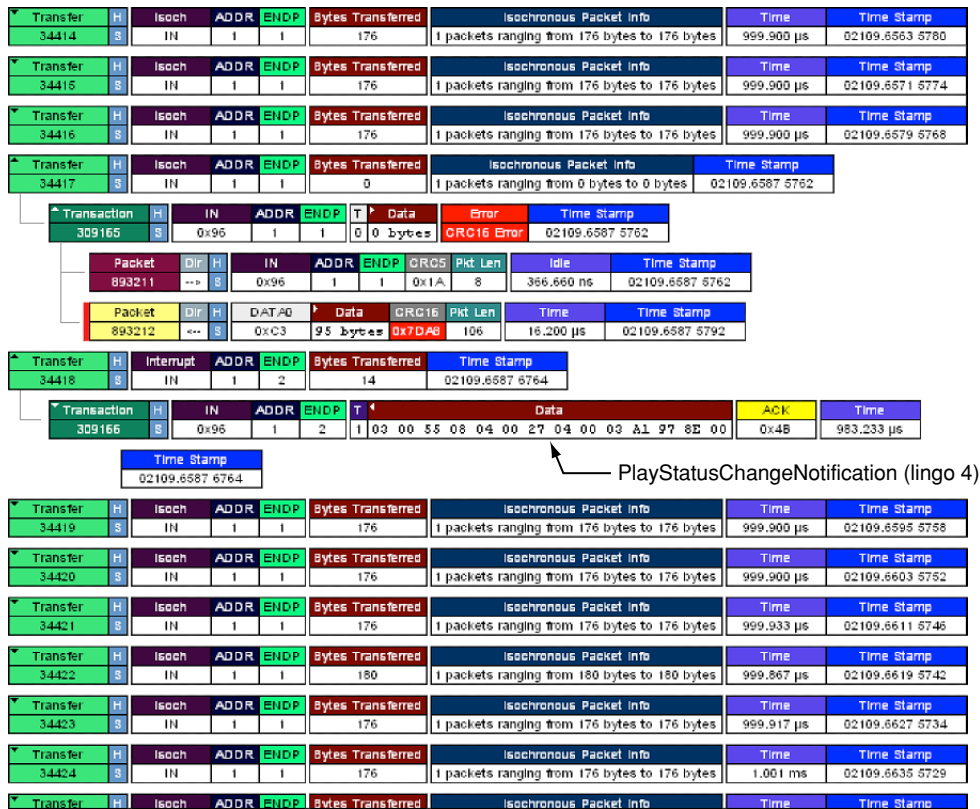 Transfer H Isoch ADDR ENDP Bytes Transferred Isochronous Packet Info Time Time Stamp
34414 S IN 1 1 176 1 packets ranging from 176 bytes to 176 bytes 999.900 µs 02109.6563 5780
Transfer H Isoch ADDR ENDP Bytes Transferred Isochronous Packet Info Time Time Stamp
34415 S IN 1 1 176 1 packets ranging from 176 bytes to 176 bytes 999.900 µs 02109.6571 5774
Transfer H Isoch ADDR ENDP Bytes Transferred Isochronous Packet Info Time Time Stamp
34416 S IN 1 1 176 1 packets ranging from 176 bytes to 176 bytes 999.900 µs 02109.6579 5768
Transfer H Isoch ADDR ENDP Bytes Transferred Isochronous Packet Info Time Stamp
34417 S IN 1 1 0 1 packets ranging from 0 bytes to 0 bytes 02109.6587 5762
Transaction H IN ADDR ENDP T Data Error Time Stamp
309165 S 0x96 1 1 0 0 bytes CRC16 Error 02109.6587 5762
Packet Dir H IN ADDR ENDP CRC5 Pkt Len Idle Time Stamp
893211 --> S 0x96 1 1 0x1A 8 366.660 ns 02109.6587 5762
Packet Dir H DATA0 Data CRC16 Pkt Len Time Time Stamp
893212 <-- S 0xC3 95 bytes 0x7DA8 106 16.200 µs 02109.6587 5792
Transfer H Interrupt ADDR ENDP Bytes Transferred Time Stamp
34418 S IN 1 2 14 02109.6587 6764
Transaction H IN ADDR ENDP T Data ACK Time
309166 S 0x96 1 2 1 03 00 55 08 04 00 27 04 00 03 A1 97 8E 00 0x4B 983.233 µs
Time Stamp
02109.6587 6764
PlayStatusChangeNotification (lingo 4)
Transfer H Isoch ADDR ENDP Bytes Transferred Isochronous Packet Info Time Time Stamp
34419 S IN 1 1 176 1 packets ranging from 176 bytes to 176 bytes 999.900 µs 02109.6595 5758
Transfer H Isoch ADDR ENDP Bytes Transferred Isochronous Packet Info Time Time Stamp
34420 S IN 1 1 176 1 packets ranging from 176 bytes to 176 bytes 999.900 µs 02109.6603 5752
Transfer H Isoch ADDR ENDP Bytes Transferred Isochronous Packet Info Time Time Stamp
34421 S IN 1 1 176 1 packets ranging from 176 bytes to 176 bytes 999.933 µs 02109.6611 5746
Transfer H Isoch ADDR ENDP Bytes Transferred Isochronous Packet Info Time Time Stamp
34422 S IN 1 1 180 1 packets ranging from 180 bytes to 180 bytes 999.867 µs 02109.6619 5742
Transfer H Isoch ADDR ENDP Bytes Transferred Isochronous Packet Info Time Time Stamp
34423 S IN 1 1 176 1 packets ranging from 176 bytes to 176 bytes 999.917 µs 02109.6627 5734
Transfer H Isoch ADDR ENDP Bytes Transferred Isochronous Packet Info Time Time Stamp
34424 S IN 1 1 176 1 packets ranging from 176 bytes to 176 bytes 1.001 ms 02109.6635 5729
Transfer H Isoch ADDR ENDP Bytes Transferred Isochronous Packet Info Time Time Stamp